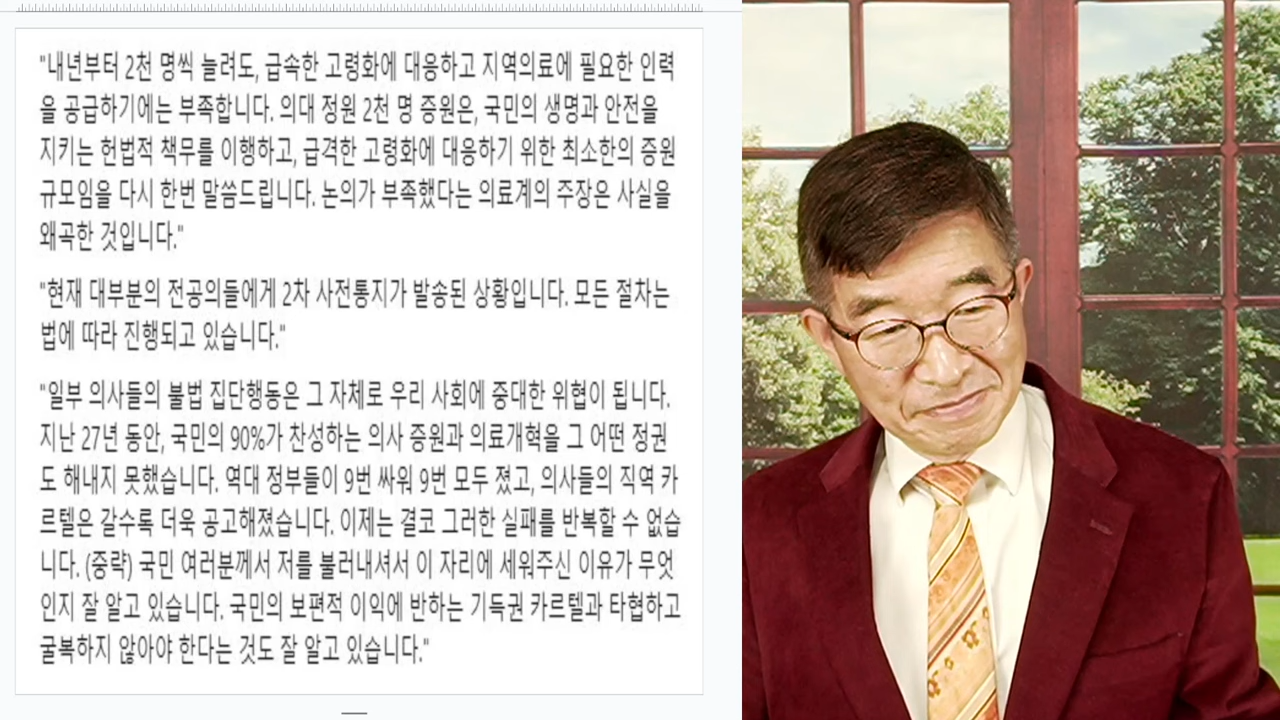 "내년부터 2천 명씩 늘려도, 급속한 고령화에 대응하고 지역의료에 필요한 인력
을 공급하기에는 부족합니다. 의대 정원 2천 명 증원은, 국민의 생명과 안전을
지키는 헌법적 책무를 이행하고, 급격한 고령화에 대응하기 위한 최소한의 증원
규모임을 다시 한번 말씀드립니다. 논의가 부족했다는 의료계의 주장은 사실을
왜곡한 것입니다."
"현재 대부분의 전공의들에게 2차 사전통지가 발송된 상황입니다. 모든 절차는
법에 따라 진행되고 있습니다."
"일부 의사들의 불법 집단행동은 그 자체로 우리 사회에 중대한 위협이 됩니다.
지난 27년 동안, 국민의 90%가 찬성하는 의사 증원과 의료개혁을 그 어떤 정권
도 해내지 못했습니다. 역대 정부들이 9번 싸워 9번 모두 졌고, 의사들의 직역 카
르텔은 갈수록 더욱 공고해졌습니다. 이제는 결코 그러한 실패를 반복할 수 없습
니다. (중략) 국민 여러분께서 저를 불러내셔서 이 자리에 세워주신 이유가 무엇
인지 잘 알고 있습니다. 국민의 보편적 이익에 반하는 기득권 카르텔과 타협하고
굴복하지 않아야 한다는 것도 잘 알고 있습니다."